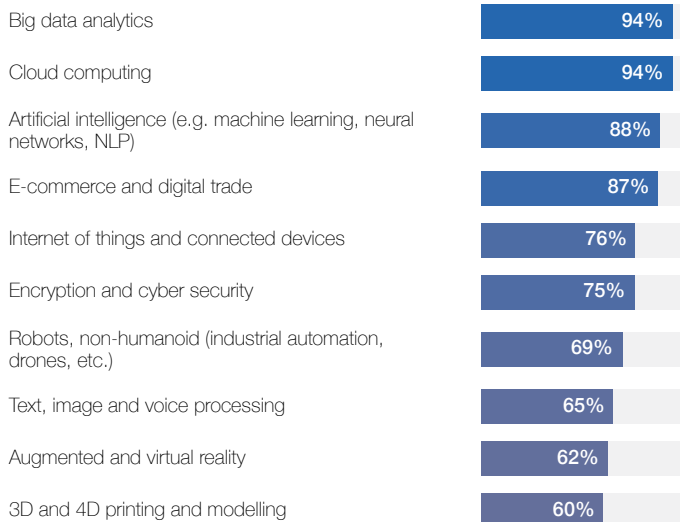 Big data analytics 94%
Cloud computing 94%
Artificial intelligence (e.g. machine learning, neural
networks, NLP) 88%
E-commerce and digital trade 87%
Internet of things and connected devices 76%
Encryption and cyber security 75%
Robots, non-humanoid (industrial automation,
drones, etc.) 69%
Text, image and voice processing 65%
Augmented and virtual reality 62%
3D and 4D printing and modelling 60%